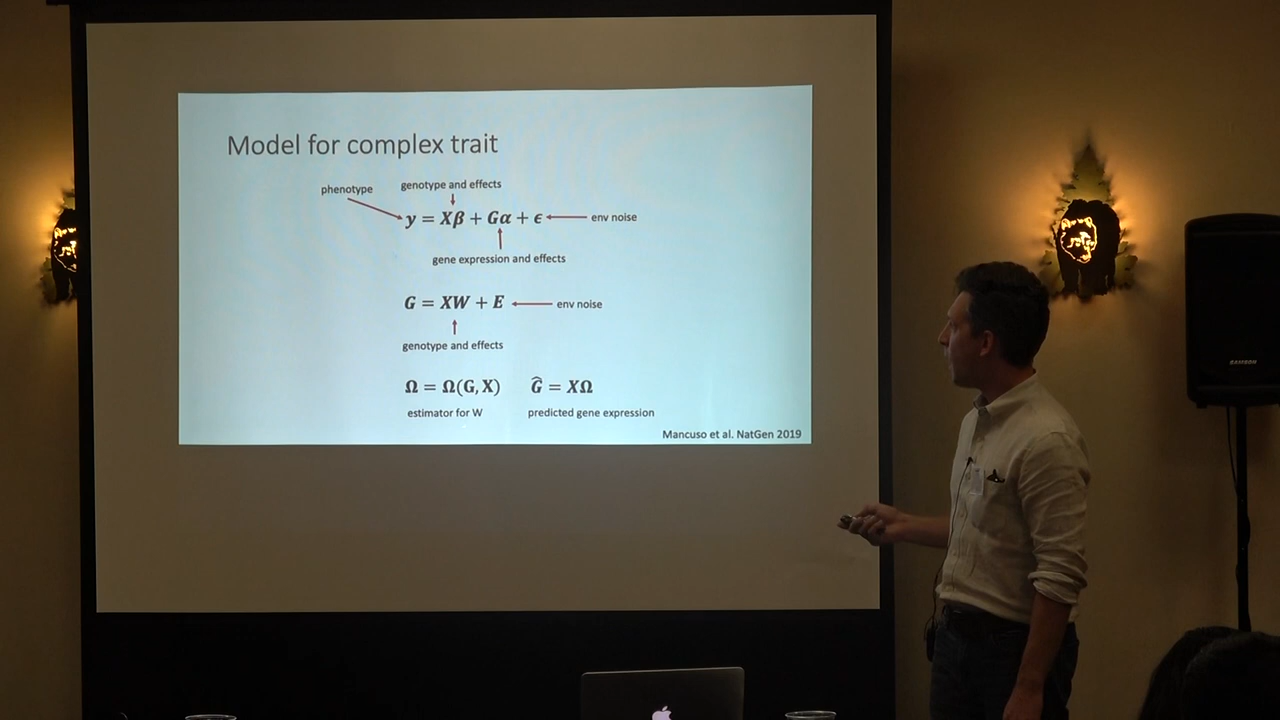 Model for complex trait
phenotype
genotype and effects
y = Xβ + Gα + ϵ
env noise
gene expression and effects
G = XW + E
env noise
genotype and effects
Ω = Ω(G, X)
Ĝ = XΩ
estimator for W
predicted gene expression
Mancuso et al. NatGen 2019
SAMSON